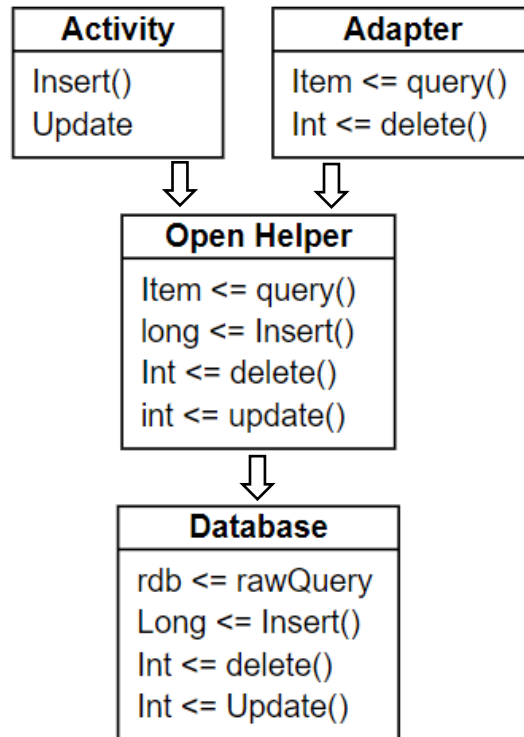 Activity
Insert()
Update
Adapter
Item <= query()
Int <= delete()
Open Helper
Item <= query()
long <= Insert()
Int <= delete()
int <= update()
Database
rdb <= rawQuery
Long <= Insert()
Int <= delete()
Int <= Update()